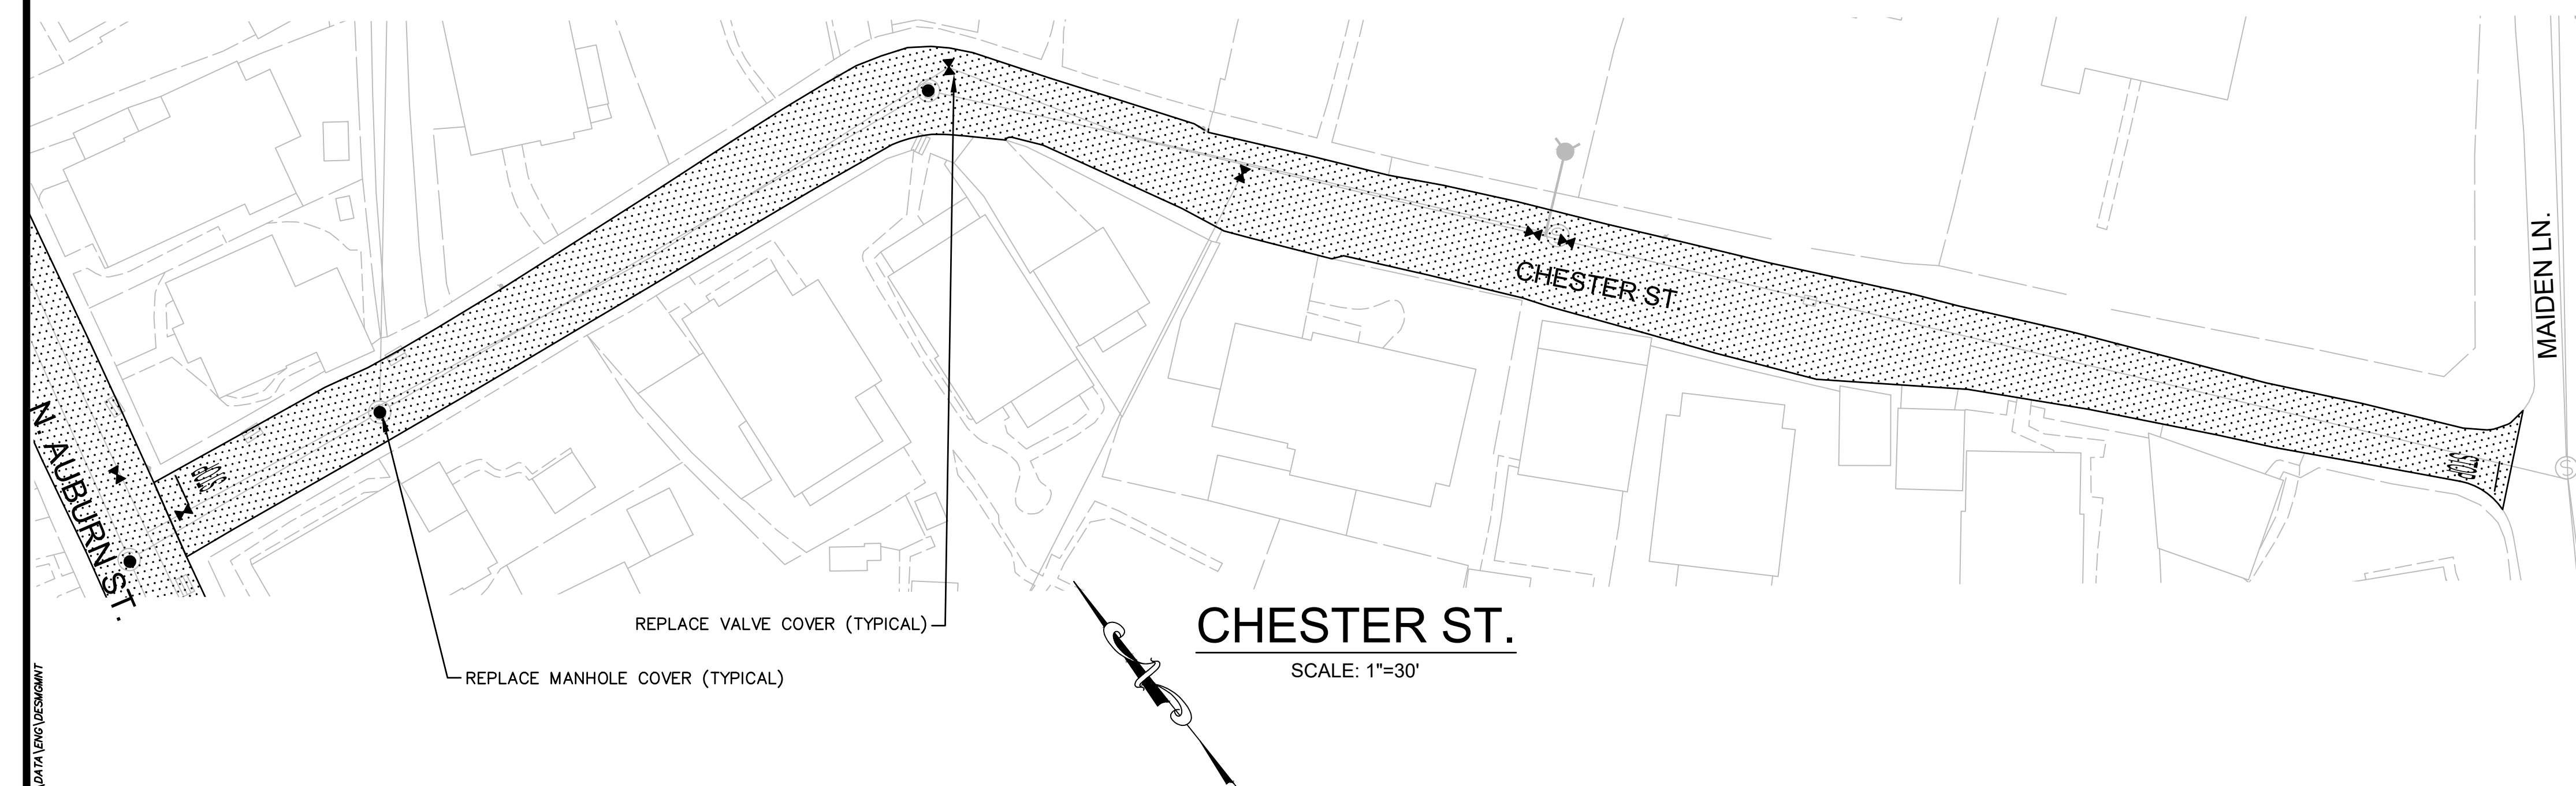 MAIDEN LN.
CHESTER ST
STOP
STOP
N. AUBURN ST.
REPLACE VALVE COVER (TYPICAL)
REPLACE MANHOLE COVER (TYPICAL)
CHESTER ST.
SCALE: 1"=30'
S
DATA\ENG\DESMGMNT